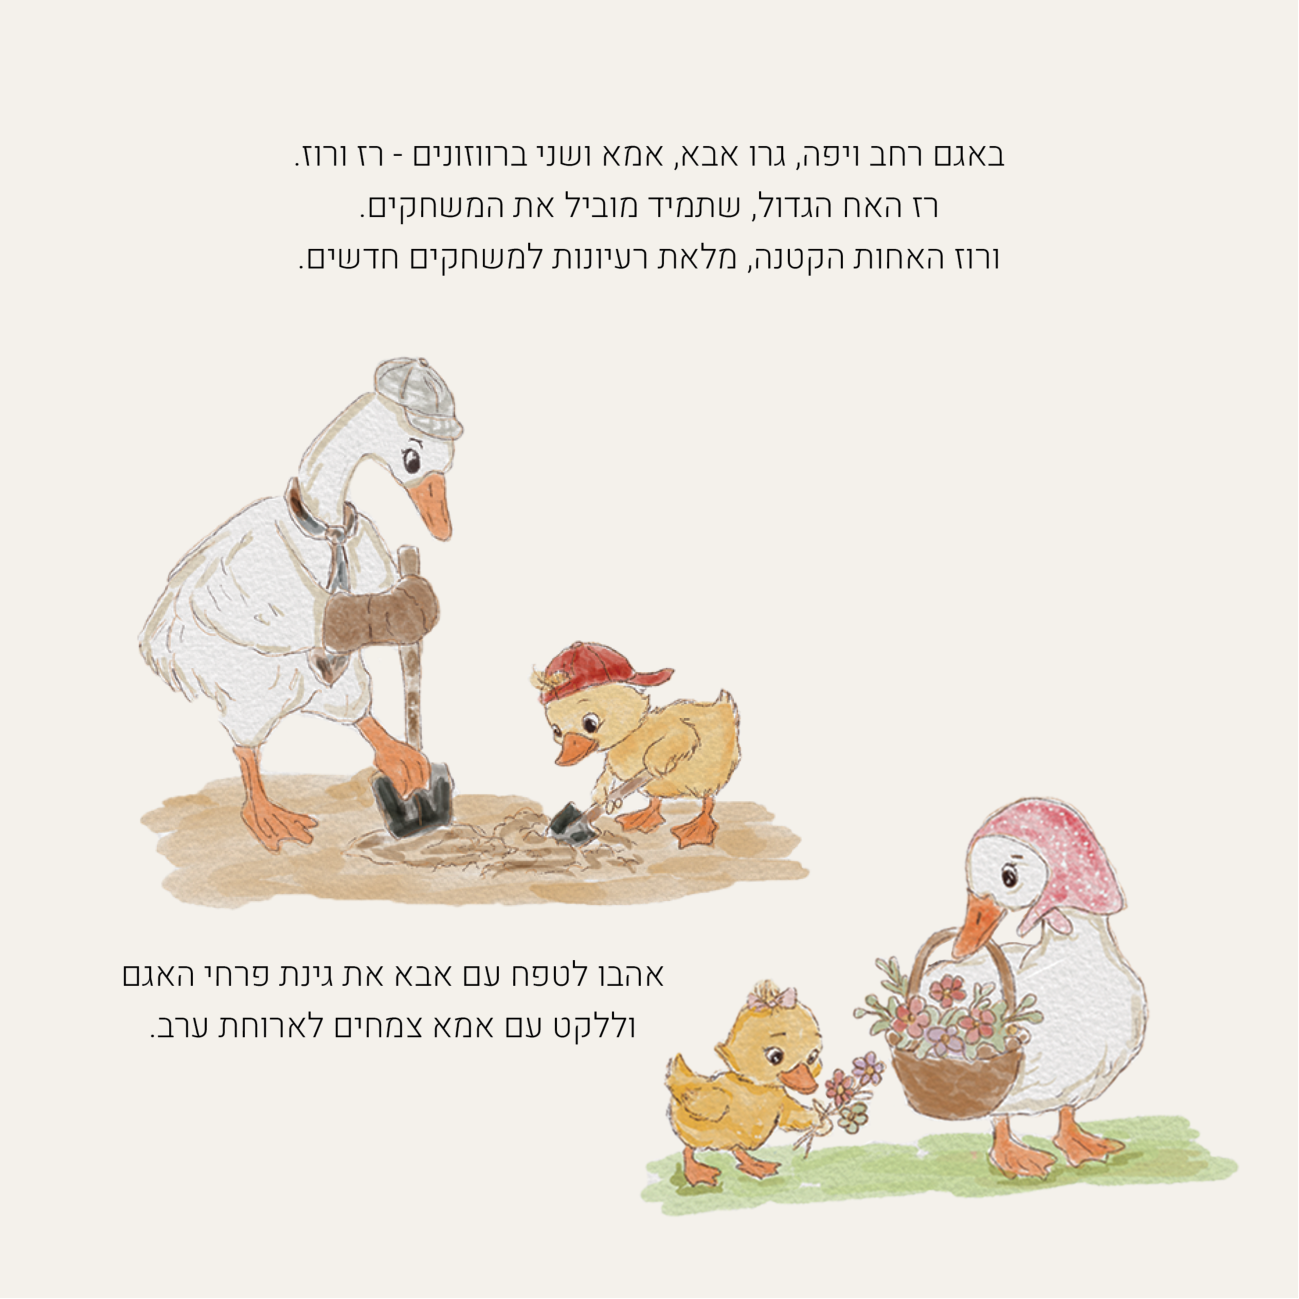 באגם רחב ויפה, גרו אבא, אמא ושני ברווזונים - רז ורוז.
רז האח הגדול, שתמיד מוביל את המשחקים.
ורוז האחות הקטנה, מלאת רעיונות למשחקים חדשים.
אהבו לטפח עם אבא את גינת פרחי האגם
וללקט עם אמא צמחים לארוחת ערב.